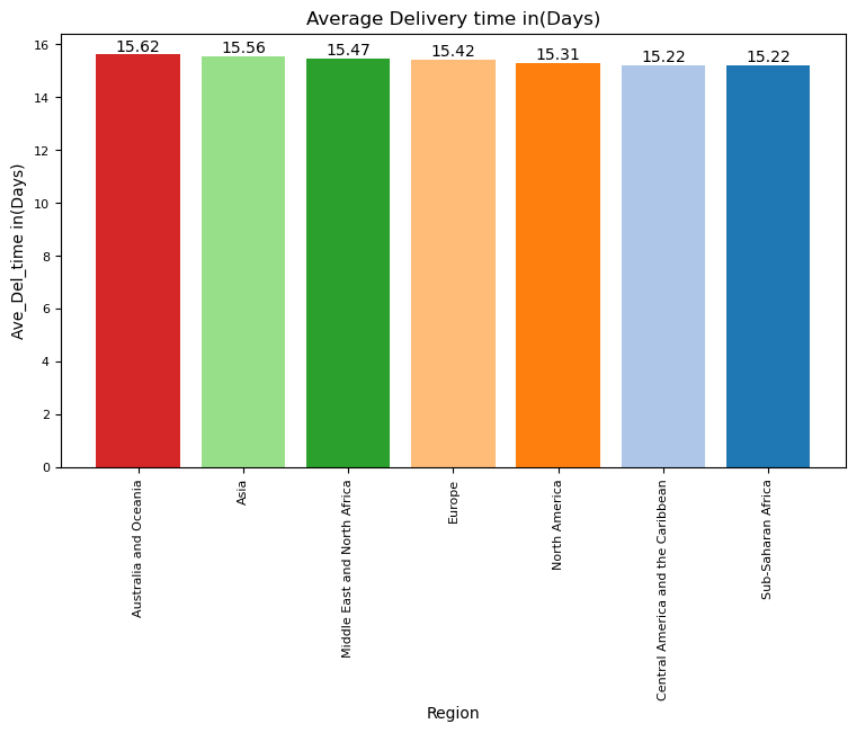 Average Delivery time in(Days)
15.62
15.56
15.47
15.42
15.31
15.22
15.22
16
14
12
10
8
6
4
2
0
Ave_Del_time in(Days)
Australia and Oceania
Asia
Middle East and North Africa
Europe
North America
Central America and the Caribbean
Sub-Saharan Africa
Region